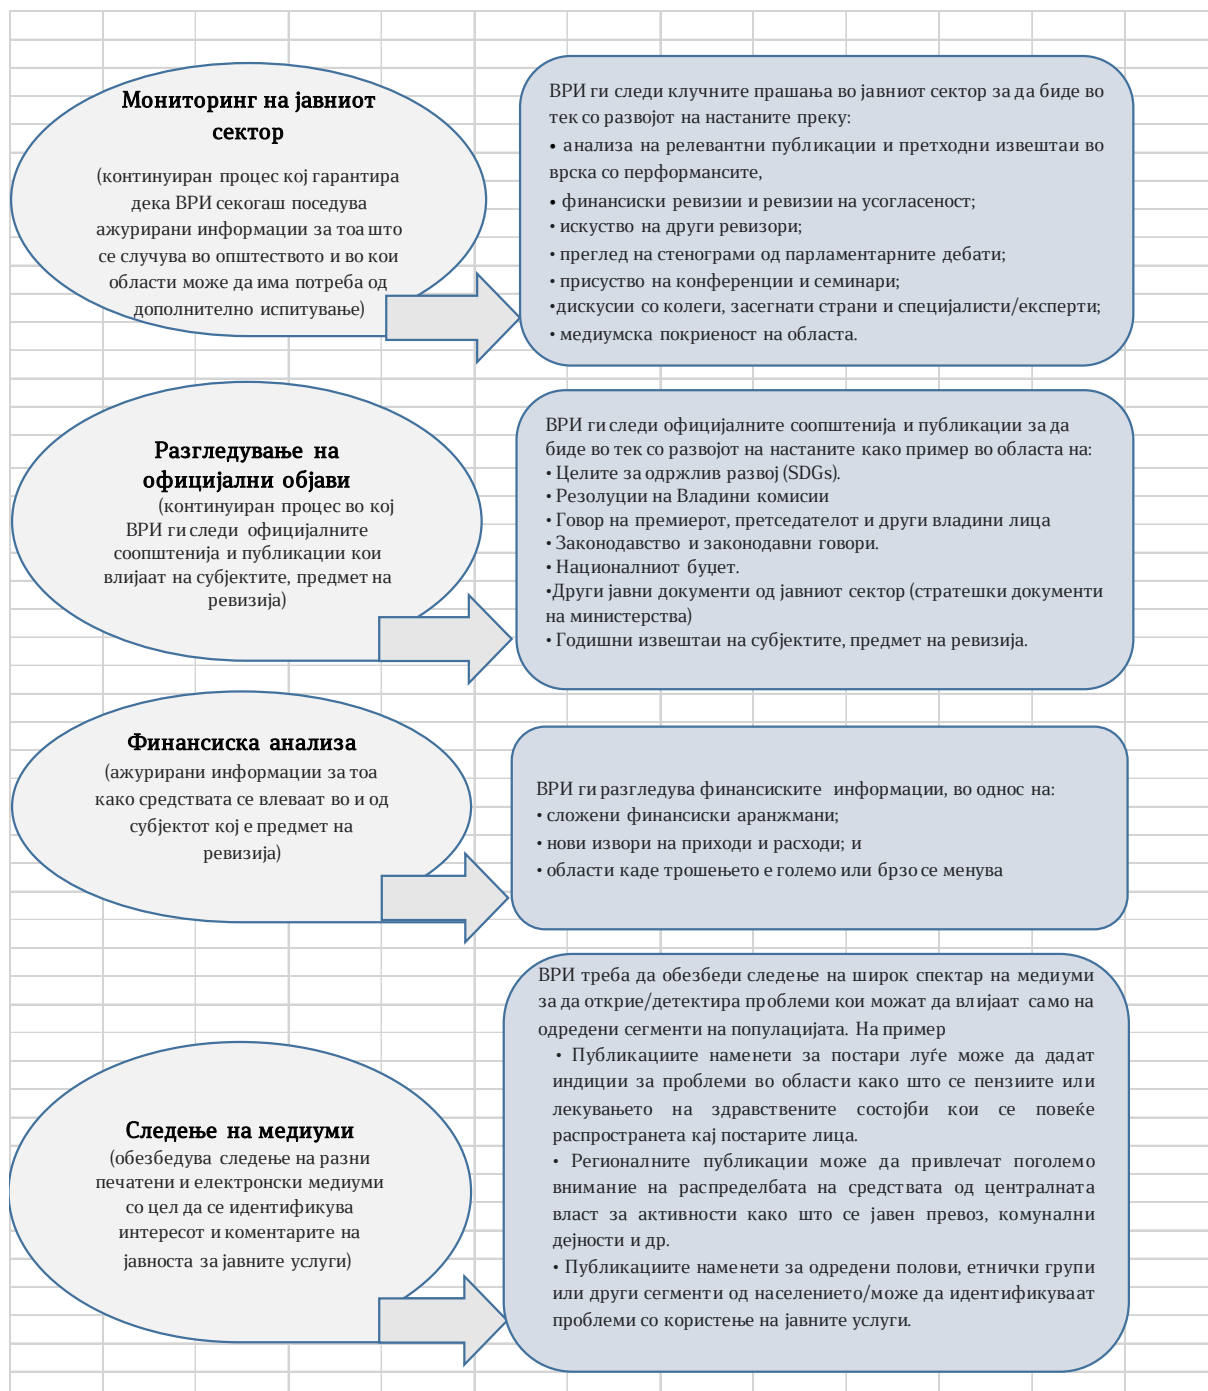 Мониторинг на јавниот
сектор
(континуиран процес кој гарантира
дека ВРИ секогаш поседува
ажурирани информации за тоа што
се случува во општеството и во кои
области може да има потреба од
дополнително испитување)
ВРИ ги следи клучните прашања во јавниот сектор за да биде во
тек со развојот на настаните преку:
• анализа на релевантни публикации и претходни извештаи во
врска со перформансите,
• финансиски ревизии и ревизии на усогласеност;
• искуство на други ревизори;
• преглед на стенограми од парламентарните дебати;
• присуство на конференции и семинари;
•дискусии со колеги, засегнати страни и специјалисти/експерти;
• медиумска покриеност на областа.
Разгледување на
официјални објави
(континуиран процес во кој
ВРИ ги следи официјалните
соопштенија и публикации кои
влијаат на субјектите, предмет на
ревизија)
ВРИ ги следи официјалните соопштенија и публикации за да
биде во тек со развојот на настаните како пример во областа на:
• Целите за одржлив развој (SDGs).
• Резолуции на Владини комисии
• Говор на премиерот, претседателот и други владини лица
• Законодавство и законодавни говори.
• Националниот буџет.
•Други јавни документи од јавниот сектор (стратешки документи
на министерства)
• Годишни извештаи на субјектите, предмет на ревизија.
Финансиска анализа
(ажурирани информации за тоа
како средствата се влеваат во и од
субјектот кој е предмет на
ревизија)
ВРИ ги разгледува финансиските информации, во однос на:
• сложени финансиски аранжмани;
• нови извори на приходи и расходи; и
• области каде трошењето е големо или брзо се менува
Следење на медиуми
(обезбедува следење на разни
печатени и електронски медиуми
со цел да се идентификува
интересот и коментарите на
јавноста за јавните услуги)
ВРИ треба да обезбеди следење на широк спектар на медиуми
за да открие/детектира проблеми кои можат да влијаат само на
одредени сегменти на популацијата. На пример
• Публикациите наменети за постари луѓе може да дадат
индиции за проблеми во области како што се пензиите или
лекувањето на здравствените состојби кои се повеќе
распространета кај постарите лица.
• Регионалните публикации може да привлечат поголемо
внимание на распределбата на средствата од централната
власт за активности како што се јавен превоз, комунални
дејности и др.
• Публикациите наменети за одредени полови, етнички групи
или други сегменти од населението/може да идентификуваат
проблеми со користење на јавните услуги.